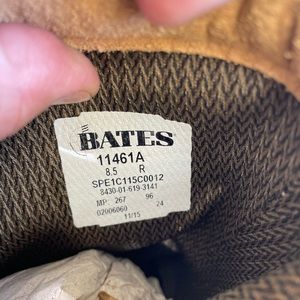 BATES
11461A
8.5 R
SPE1C115C0012
8430-01-619-3141
MP: 267 96
02006060 24
11/15